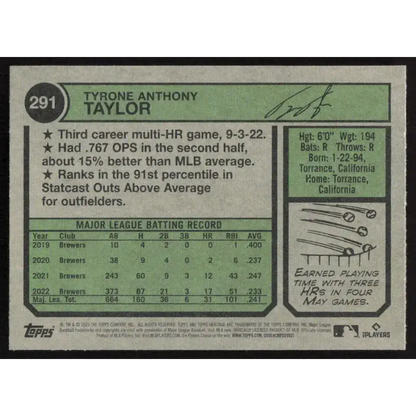 291
TYRONE ANTHONY
TAYLOR
★ Third career multi-HR game, 9-3-22.
★ Had .767 OPS in the second half,
about 15% better than MLB average.
★ Ranks in the 91st percentile in
Statcast Outs Above Average
for outfielders.
Hgt: 6'0" Wgt: 194
Bats: R Throws: R
Born: 1-22-94,
Torrance, California
Home: Torrance,
California
MAJOR LEAGUE BATTING RECORD
Year Club AB H 2B 3B HR RBI AVG
2019 Brewers 10 4 2 0 0 1 .400
2020 Brewers 38 9 4 0 2 6 .237
2021 Brewers 243 60 9 3 12 43 .247
2022 Brewers 373 87 21 3 17 51 .233
Maj. Lea. Tot. 664 160 36 6 31 101 .241
EARNED PLAYING
TIME WITH THREE
HRS IN FOUR
MAY GAMES.
Topps
PLAYERS